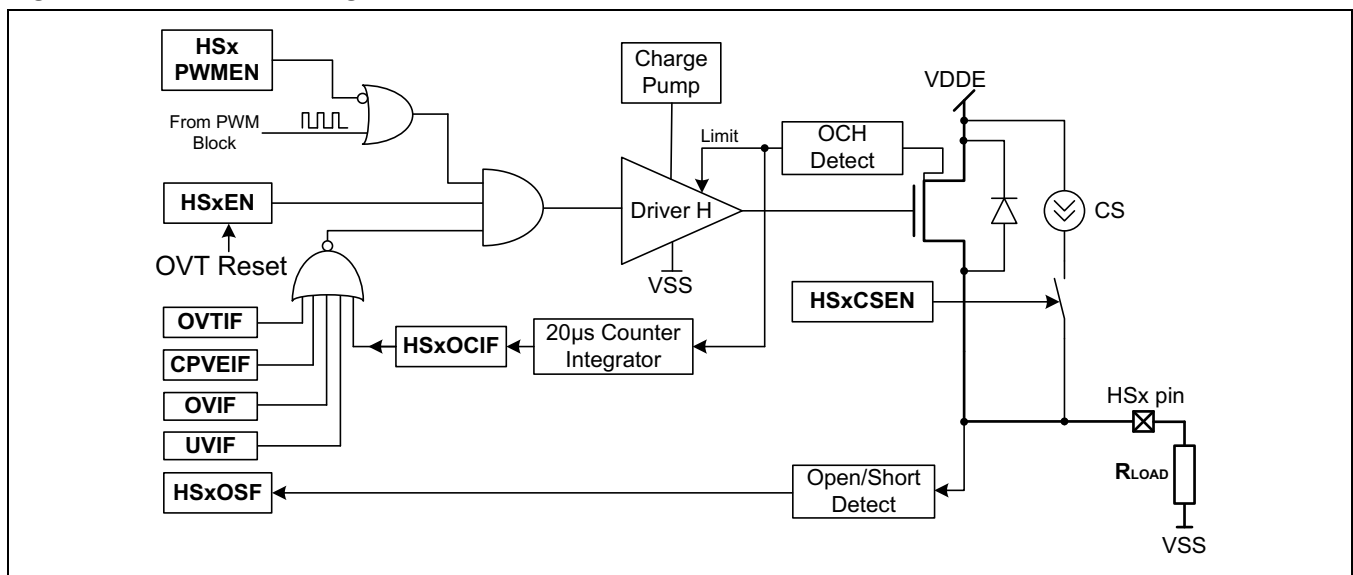 HSx
PWMEN
From PWM
Block
HSxEN
OVT Reset
OVTIF
CPVEIF
OVIF
UVIF
HSxOSF
HSxOCIF
20µs Counter
Integrator
Charge
Pump
Limit
Driver H
VSS
OCH
Detect
VDDE
CS
HSxCSEN
HSx pin
RLOAD
VSS
Open/Short
Detect